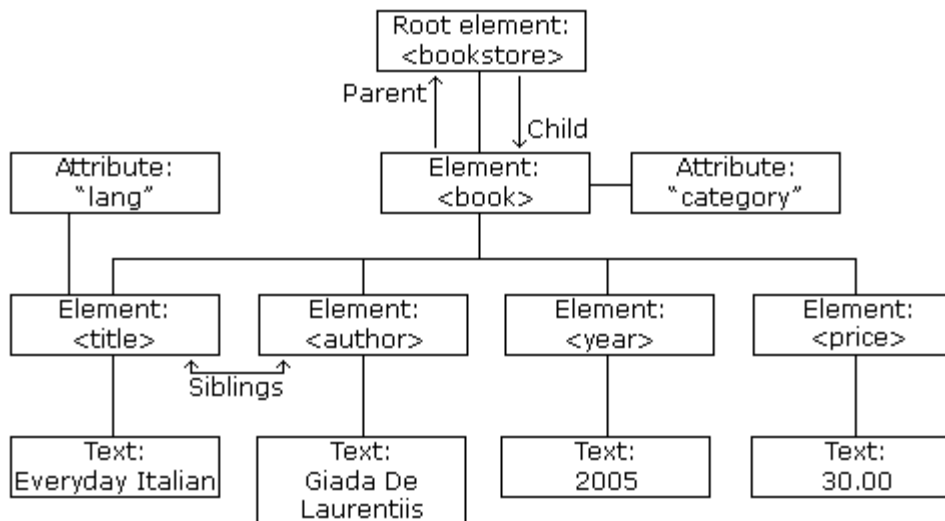 Root element:
<bookstore>
Parent
Child
Attribute:
“lang”
Element:
<book>
Attribute:
“category”
Element:
<title>
Element:
<author>
Element:
<year>
Element:
<price>
Siblings
Text:
Everyday Italian
Text:
Giada De
Laurentiis
Text:
2005
Text:
30.00